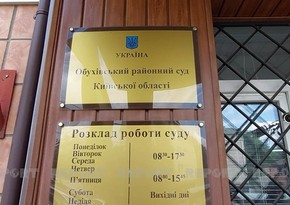 УКРАЇНА
Обухівський районний суд
Київської області
Розклад роботи суду
Понеділок
Вівторок
Середа
Четвер
08⁰⁰-17⁰⁰
П'ятниця
08⁰⁰-15⁴⁵
Субота
Неділя
Вихідні дні